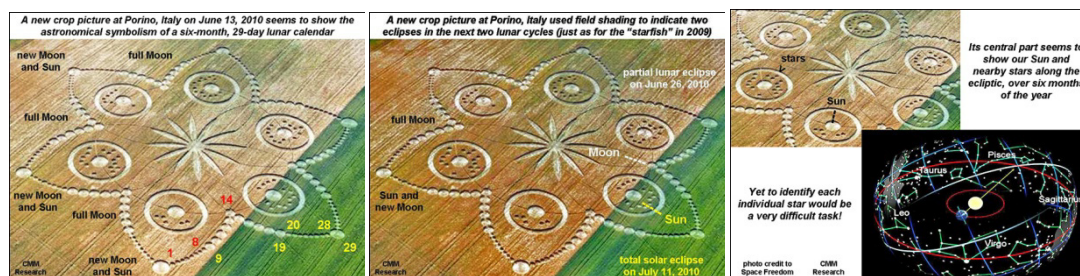 A new crop picture at Porino, Italy on June 13, 2010 seems to show the
astronomical symbolism of a six-month, 29-day lunar calendar
new Moon
and Sun
full Moon
full Moon
new Moon
and Sun
full Moon
14
20
28
8
1
19
29
9
new Moon
and Sun
CMM
Research
A new crop picture at Porino, Italy used field shading to indicate two
eclipses in the next two lunar cycles (just as for the "starfish" in 2009)
partial lunar eclipse
on June 26, 2010
full Moon
Moon
Sun and
new Moon
Sun
total solar eclipse
on July 11, 2010
CMM
Research
stars
Sun
Its central part seems to
show our Sun and
nearby stars along the
ecliptic, over six months
of the year
Yet to identify each
individual star would be
a very difficult task!
Pisces
Taurus
Sagittarius
Leo
Virgo
photo credit to
Space Freedom
CMM
Research